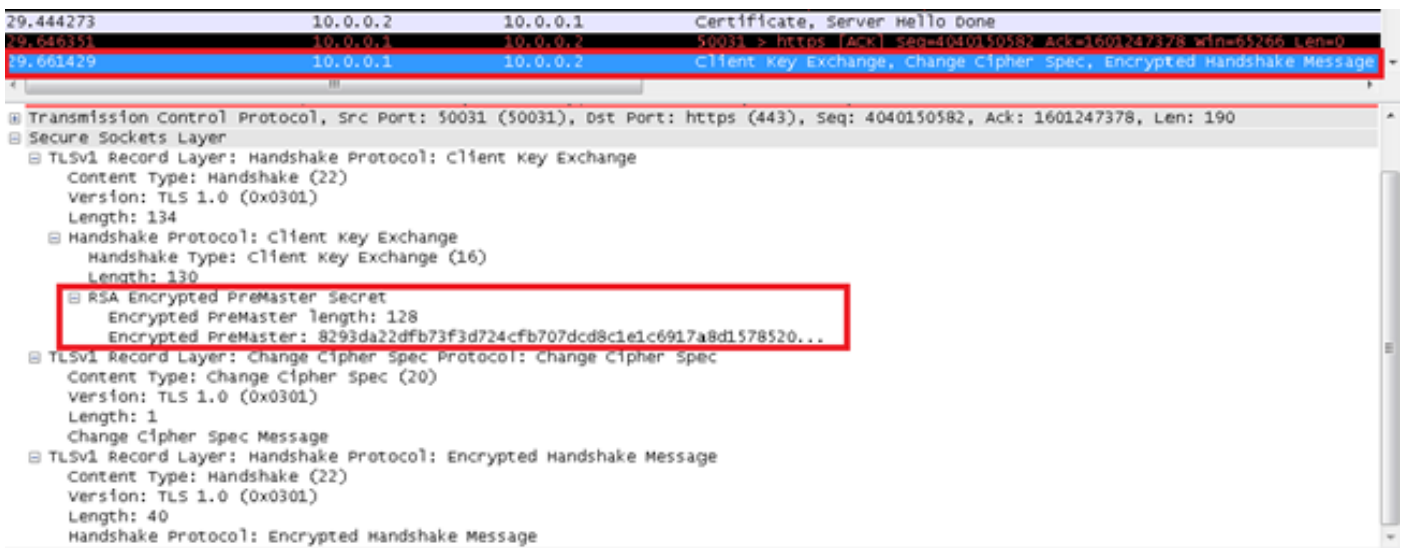 29.444273 10.0.0.2 10.0.0.1 Certificate, Server Hello Done
29.646351 10.0.0.1 10.0.0.2 50031 > https [ACK] Seq=4040150582 Ack=1601247378 Win=65266 Len=0
29.661429 10.0.0.1 10.0.0.2 Client Key Exchange, Change Cipher Spec, Encrypted Handshake Message
Transmission Control Protocol, Src Port: 50031 (50031), Dst Port: https (443), Seq: 4040150582, Ack: 1601247378, Len: 190
Secure Sockets Layer
TLSv1 Record Layer: Handshake Protocol: Client Key Exchange
Content Type: Handshake (22)
Version: TLS 1.0 (0x0301)
Length: 134
Handshake Protocol: Client Key Exchange
Handshake Type: Client Key Exchange (16)
Length: 130
RSA Encrypted PreMaster Secret
Encrypted PreMaster length: 128
Encrypted PreMaster: 8293da22dfb73f3d724cfb707dcd8c1e1c6917a8d1578520...
TLSv1 Record Layer: Change Cipher Spec Protocol: Change Cipher Spec
Content Type: Change Cipher Spec (20)
Version: TLS 1.0 (0x0301)
Length: 1
Change Cipher Spec Message
TLSv1 Record Layer: Handshake Protocol: Encrypted Handshake Message
Content Type: Handshake (22)
Version: TLS 1.0 (0x0301)
Length: 40
Handshake Protocol: Encrypted Handshake Message